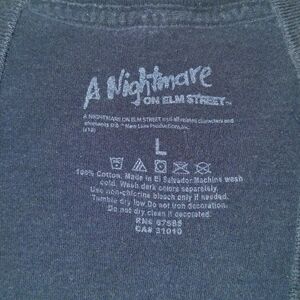 A Nightmare
ON ELM STREET™
A NIGHTMARE ON ELM STREET and all related characters and
elements © & ™ New Line Productions, Inc.
L
100% Cotton. Made in El Salvador. Machine wash
cold. Wash dark colors separately.
Use non-chlorine bleach only if needed.
Tumble dry low. Do not iron decoration.
Do not dry clean if decorated.
RN# 67585
CA# 31010